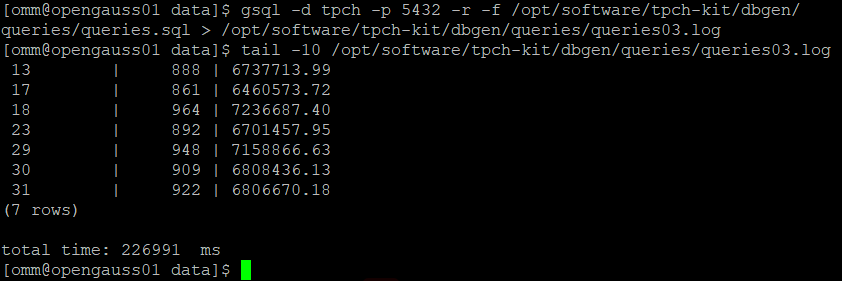 [omm@opengauss01 data]$ gsql -d tpch -p 5432 -r -f /opt/software/tpch-kit/dbgen/
queries/queries.sql > /opt/software/tpch-kit/dbgen/queries/queries03.log
[omm@opengauss01 data]$ tail -10 /opt/software/tpch-kit/dbgen/queries/queries03.log
 13         |     888 | 6737713.99
 17         |     861 | 6460573.72
 18         |     964 | 7236687.40
 23         |     892 | 6701457.95
 29         |     948 | 7158866.63
 30         |     909 | 6808436.13
 31         |     922 | 6806670.18
(7 rows)

total time: 226991  ms
[omm@opengauss01 data]$